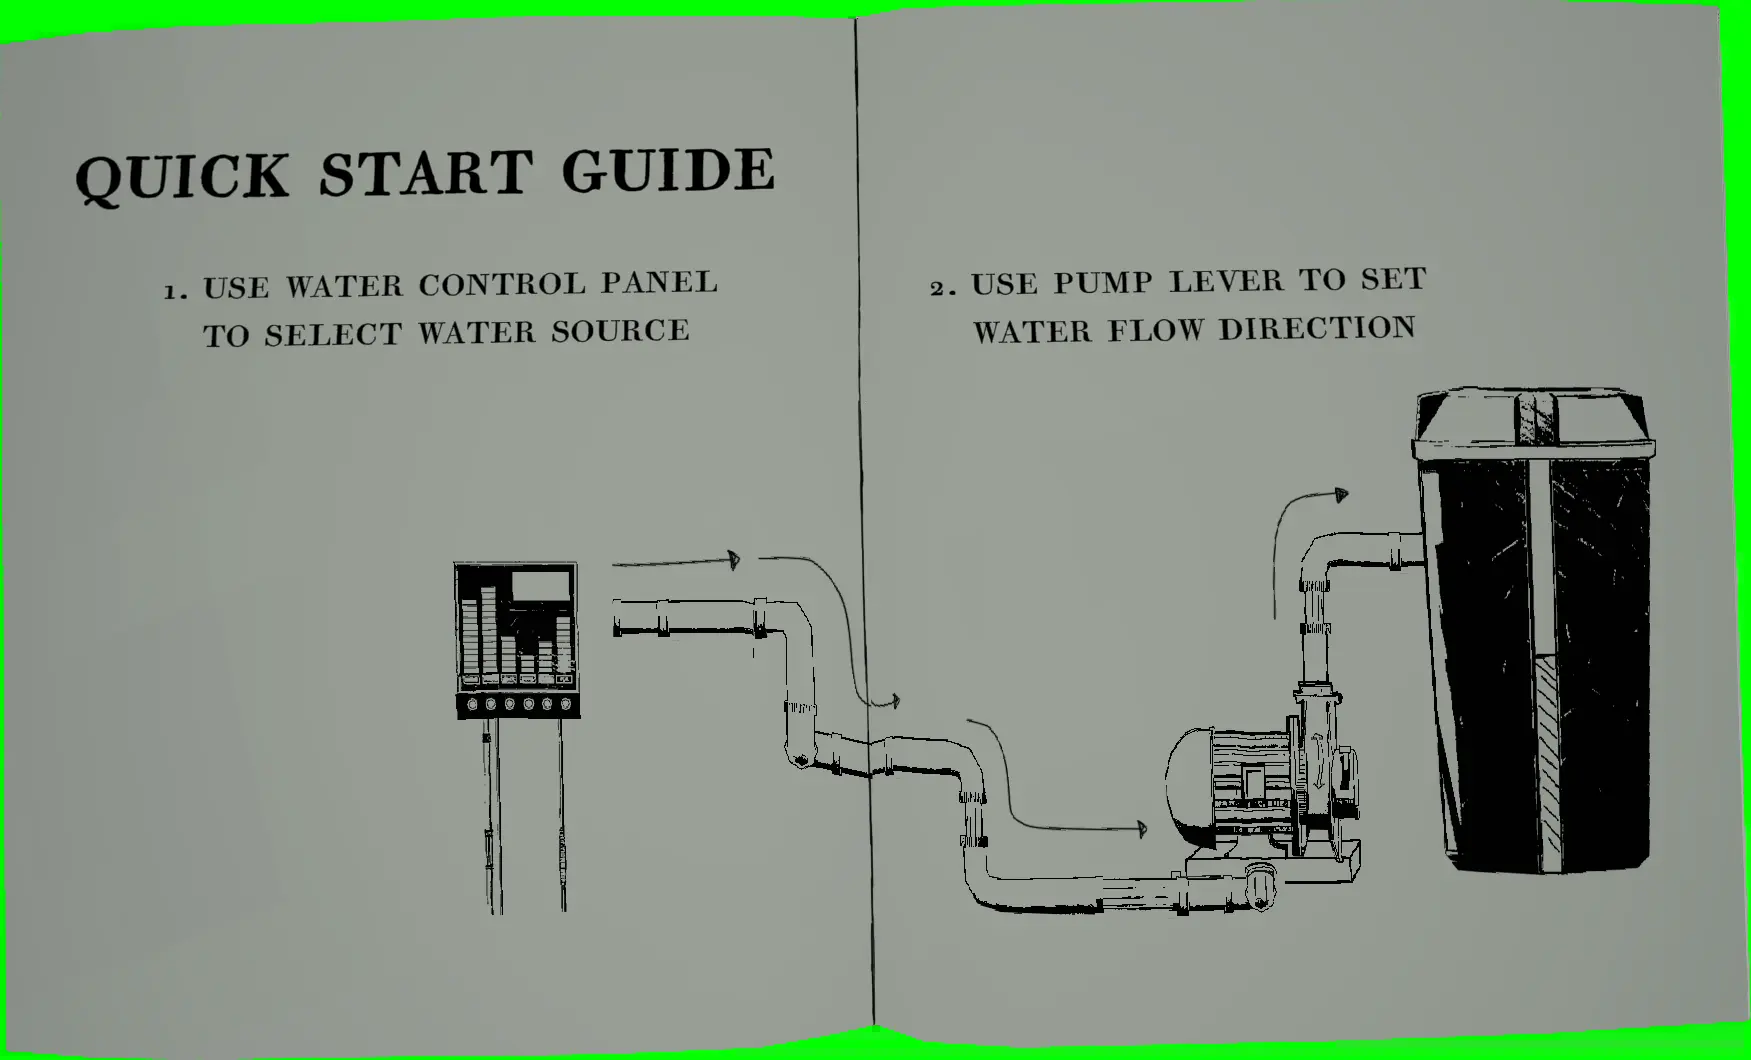 QUICK START GUIDE
1. USE WATER CONTROL PANEL
TO SELECT WATER SOURCE
2. USE PUMP LEVER TO SET
WATER FLOW DIRECTION